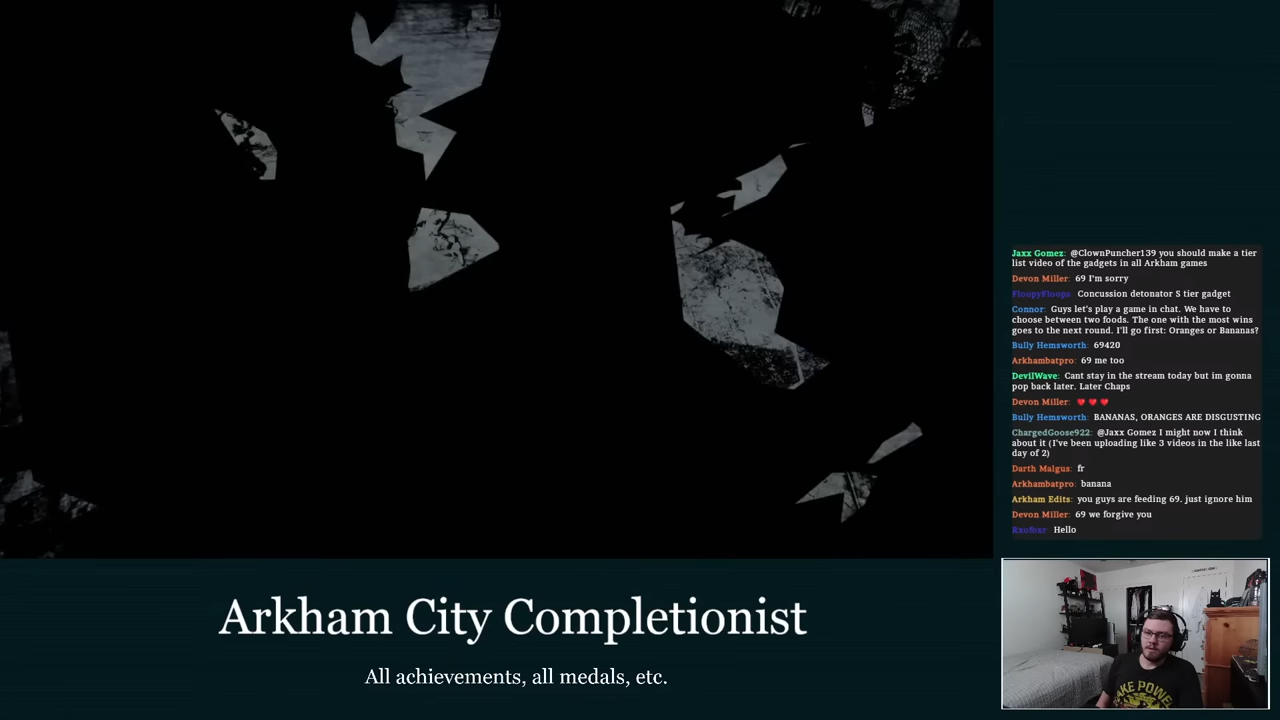 Jaxx Gomez: @ClownPuncher139 you should make a tier
list video of the gadgets in all Arkham games
Devon Miller: 69 I'm sorry
FloopyFloops: Concussion detonator S tier gadget
Connor: Guys let's play a game in chat. We have to
choose between two foods. The one with the most wins
goes to the next round. I'll go first: Oranges or Bananas?
Bully Hemsworth: 69420
Arkhambatpro: 69 me too
DevilWave: Cant stay in the stream today but im gonna
pop back later. Later Chaps
Devon Miller: ❤ ❤ ❤
Bully Hemsworth: BANANAS, ORANGES ARE DISGUSTING
ChargedGoose922: @Jaxx Gomez I might now I think
about it (I've been uploading like 3 videos in the like last
day of 2)
Darth Malgus: fr
Arkhambatpro: banana
Arkham Edits: you guys are feeding 69. just ignore him
Devon Miller: 69 we forgive you
Rxofoxr: Hello
Arkham City Completionist
All achievements, all medals, etc.